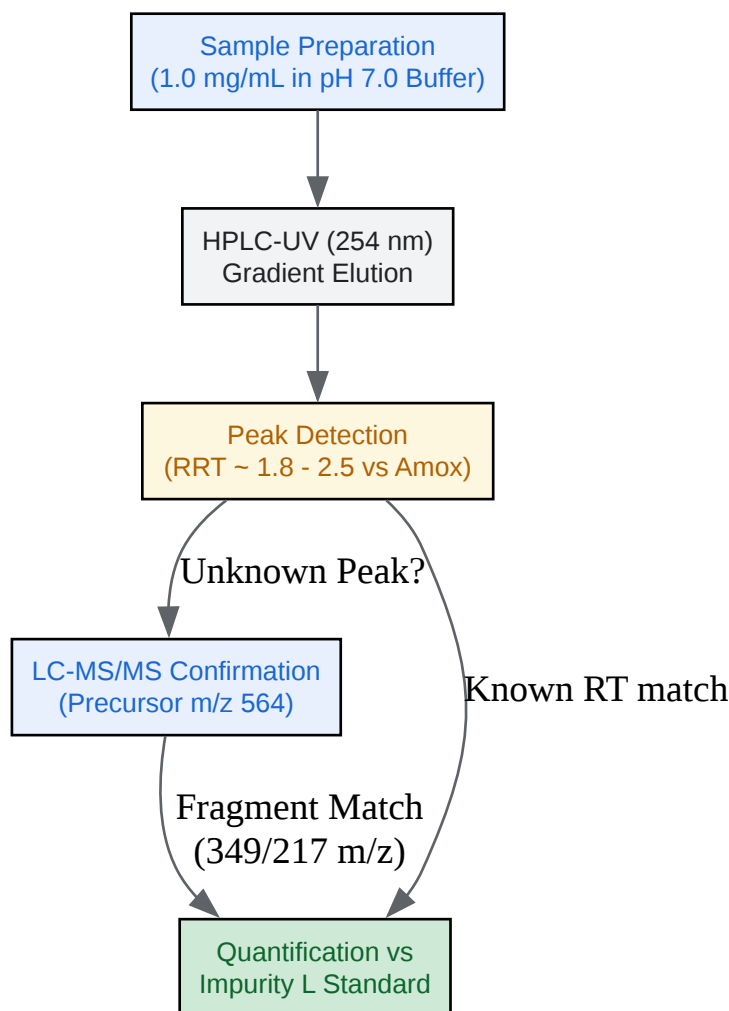 Sample Preparation
(1.0 mg/mL in pH 7.0 Buffer)
HPLC-UV (254 nm)
Gradient Elution
Peak Detection
(RRT ~ 1.8 - 2.5 vs Amox)
Unknown Peak?
LC-MS/MS Confirmation
(Precursor m/z 564)
Known RT match
Fragment Match
(349/217 m/z)
Quantification vs
Impurity L Standard